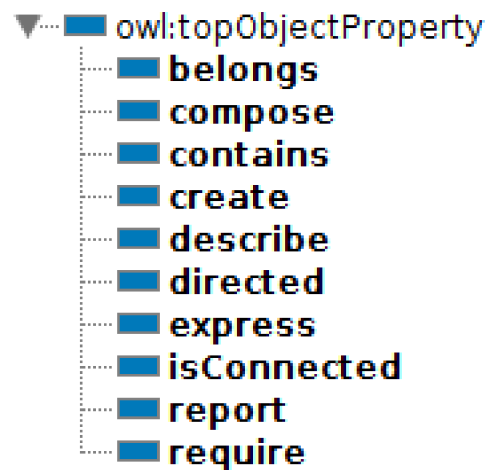 owl:topObjectProperty
belongs
compose
contains
create
describe
directed
express
isConnected
report
require